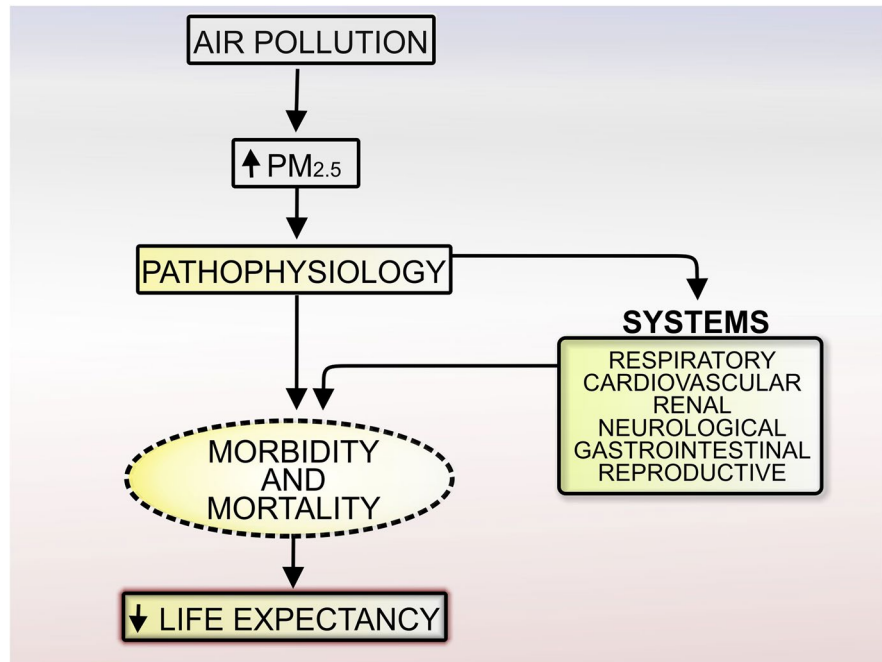 AIR POLLUTION
↑ PM2.5
PATHOPHYSIOLOGY
SYSTEMS
RESPIRATORY
CARDIOVASCULAR
RENAL
NEUROLOGICAL
GASTROINTESTINAL
REPRODUCTIVE
MORBIDITY
AND
MORTALITY
↓ LIFE EXPECTANCY